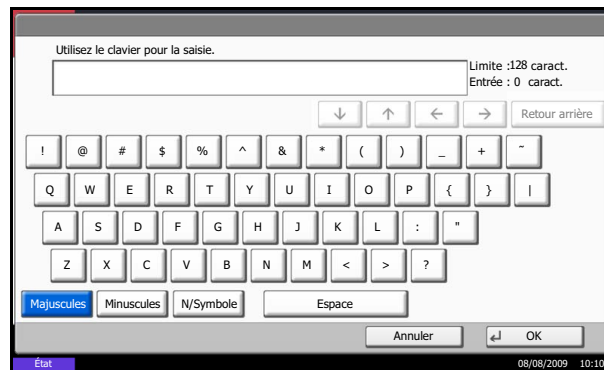 Utilisez le clavier pour la saisie.
Limite :128 caract.
Entrée : 0 caract.
↓ ↑ ← → Retour arrière
! @ # $ % ^ & * ( ) _ + ~
Q W E R T Y U I O P { } |
A S D F G H J K L : "
Z X C V B N M < > ?
Majuscules Minuscules N/Symbole Espace
Annuler OK
État 08/08/2009 10:10